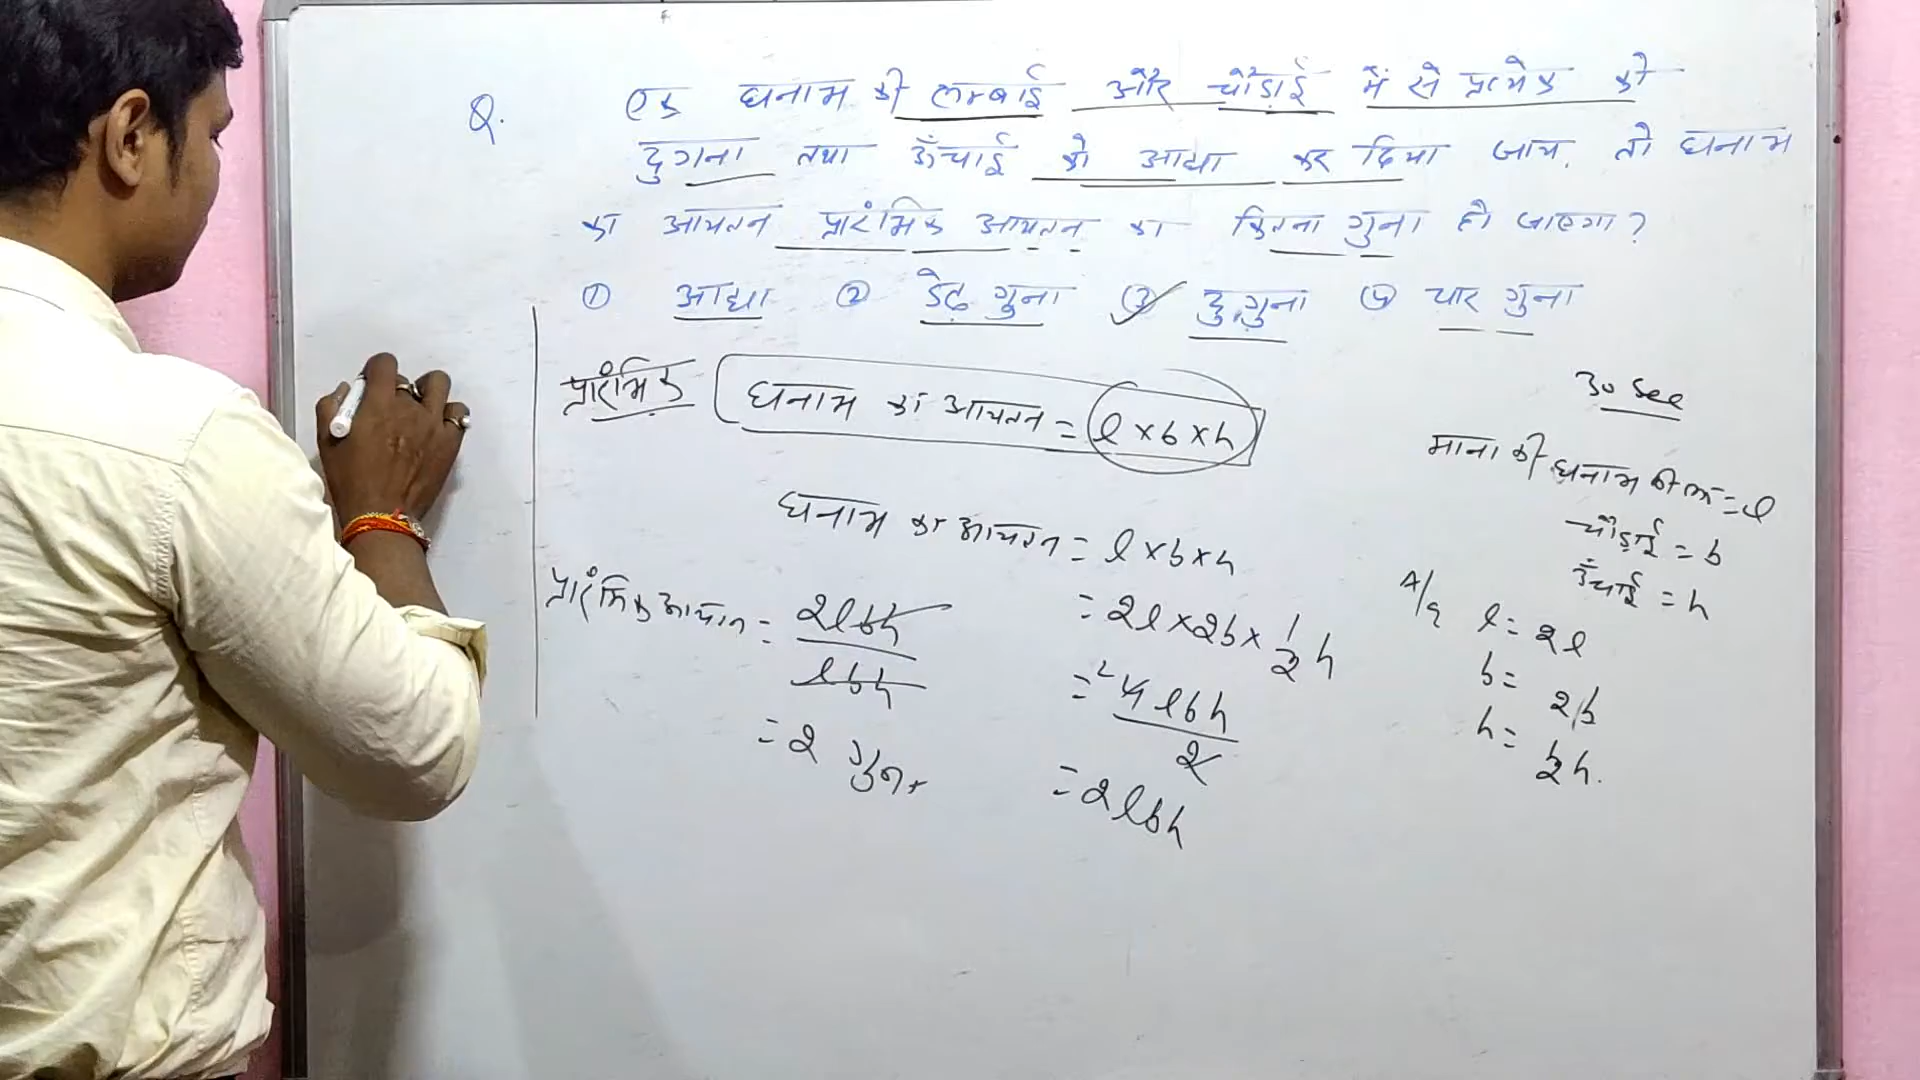 Q. एक घनाभ की लम्बाई और चौड़ाई में से प्रत्येक को
दुगना तथा ऊँचाई को आधा कर दिया जाय, तो घनाभ
का आयतन प्रारंमिक आयतन का कितना गुना हो जाएगा?
① आधा ② डेढ़ गुना ③ दुगुना ④ चार गुना
प्रारंमिक घनाभ का आयतन = l×b×h
घनाभ का आयतन = l×b×h
= 2l×2b×1/2 h
= 2 4lbh/2
= 2lbh
प्रारंमिक आयतन = 2lbh/lbh
= 2 गुना
30 Sec
माना की घनाभ की ल॰ = l
चौड़ाई = b
ऊँचाई = h
A/q l = 2l
b = 2b
h = 1/2 h.